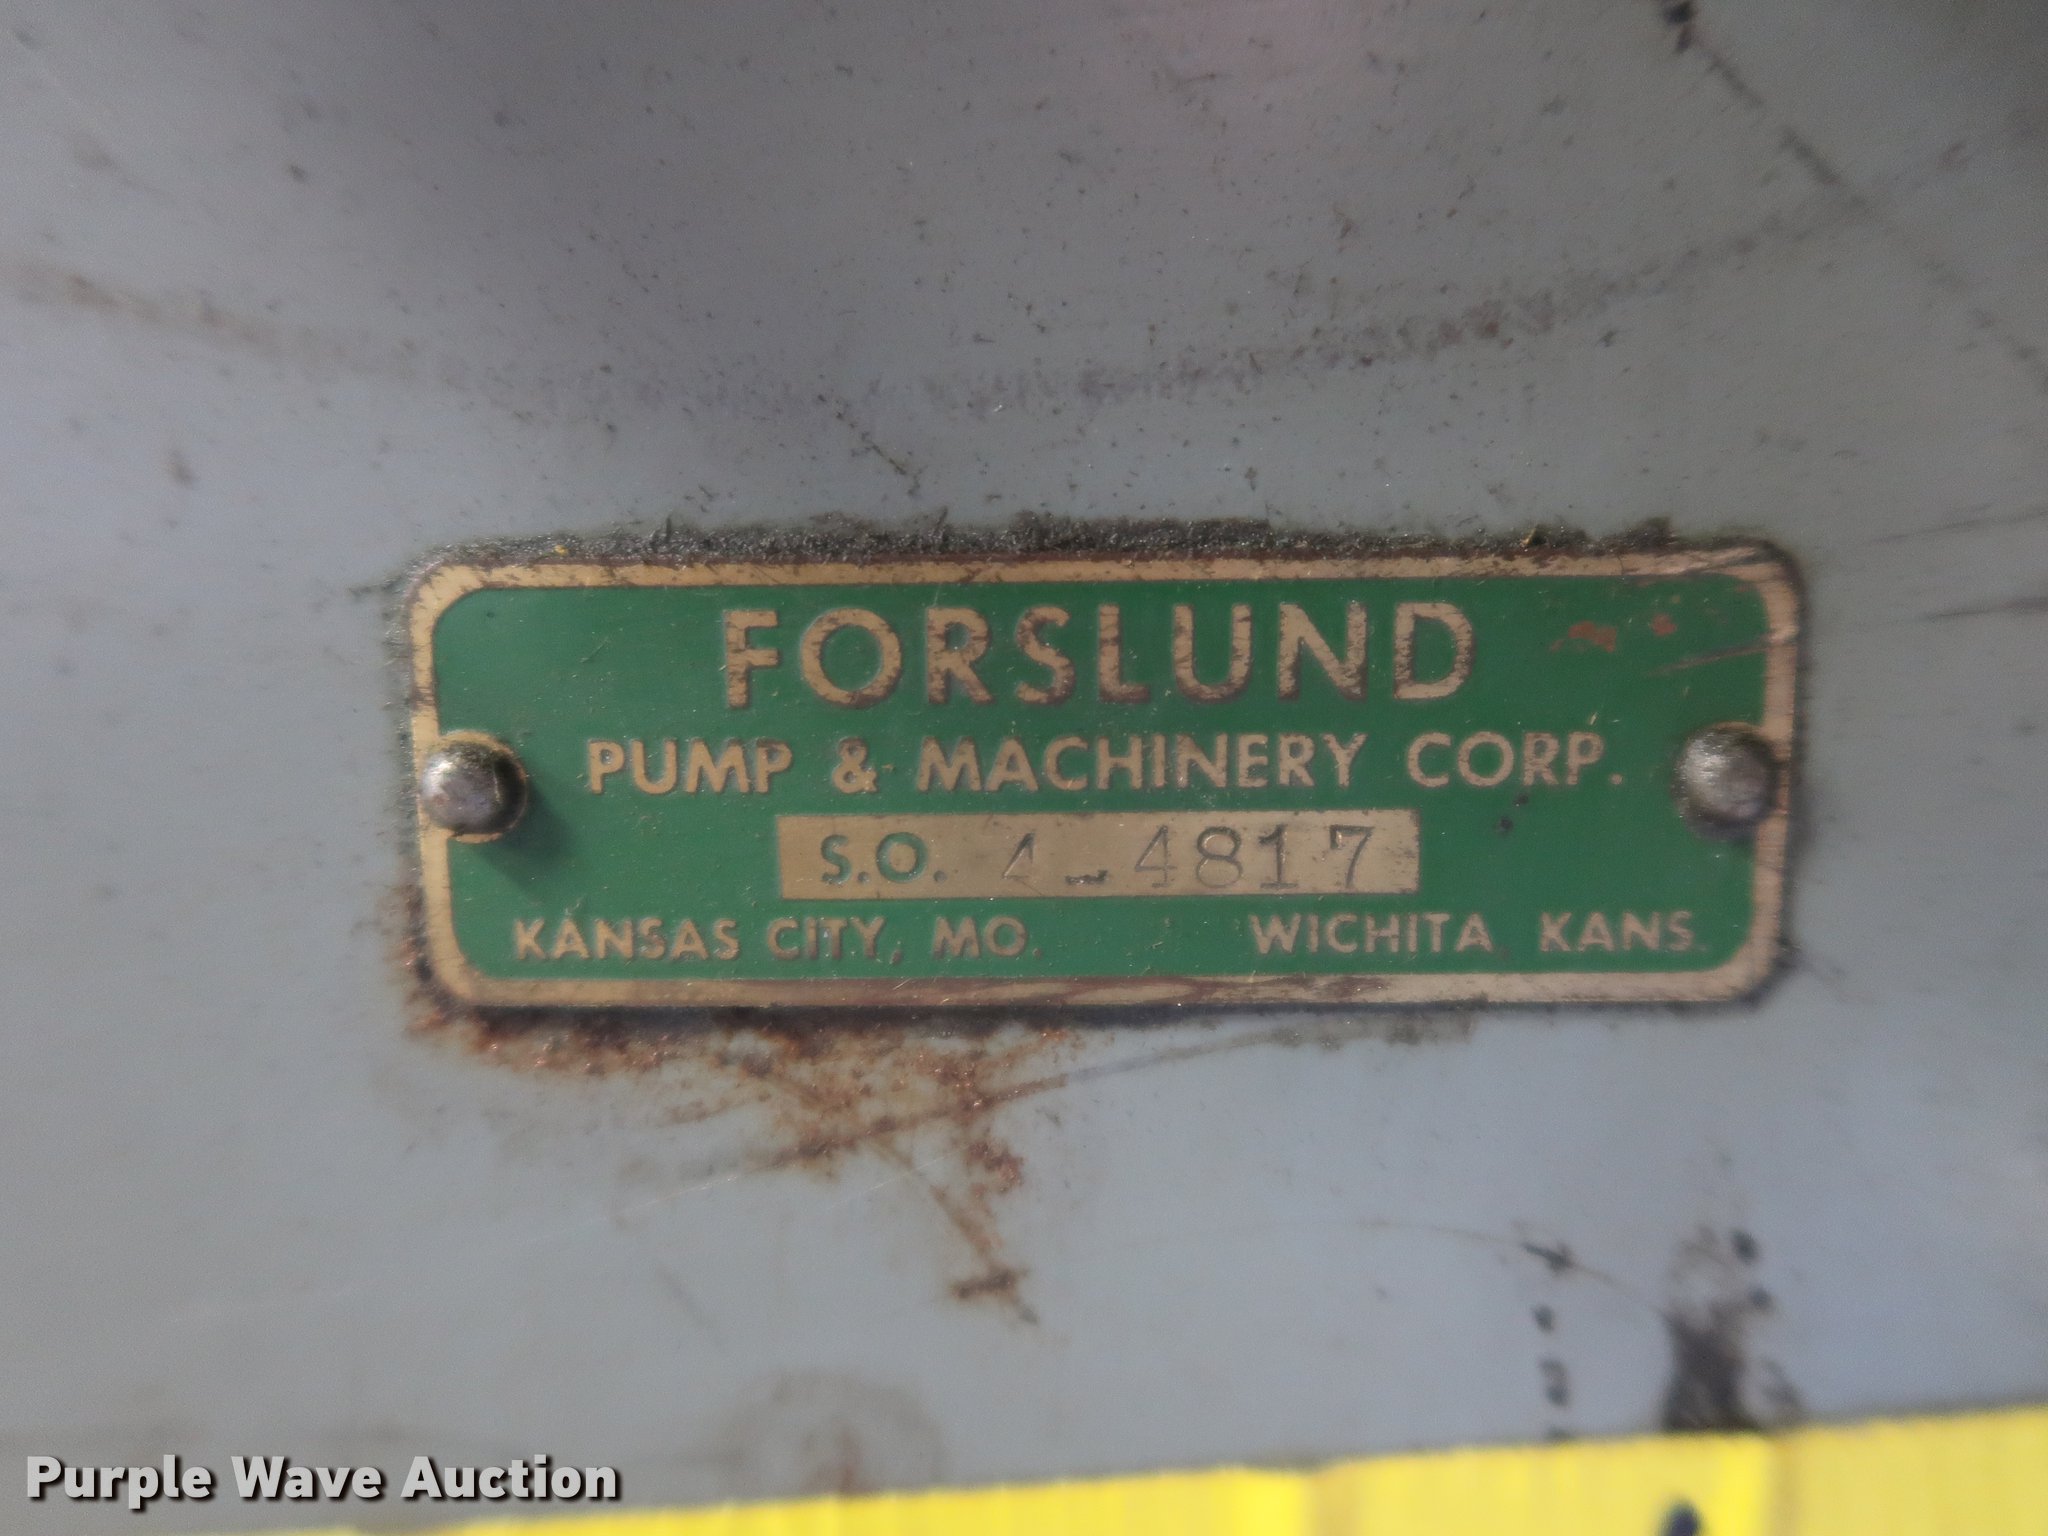 FORSLUND
PUMP & MACHINERY CORP.
S.O. 4-4817
KANSAS CITY, MO. WICHITA, KANS.
Purple Wave Auction